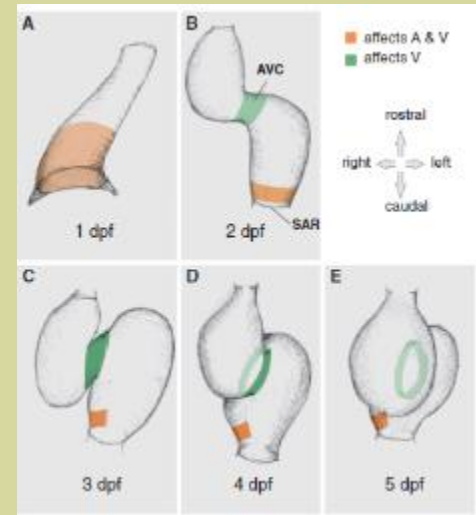 A
1 dpf
B
AVC
SAR
2 dpf
affects A & V
affects V
rostral
right
left
caudal
C
3 dpf
D
4 dpf
E
5 dpf